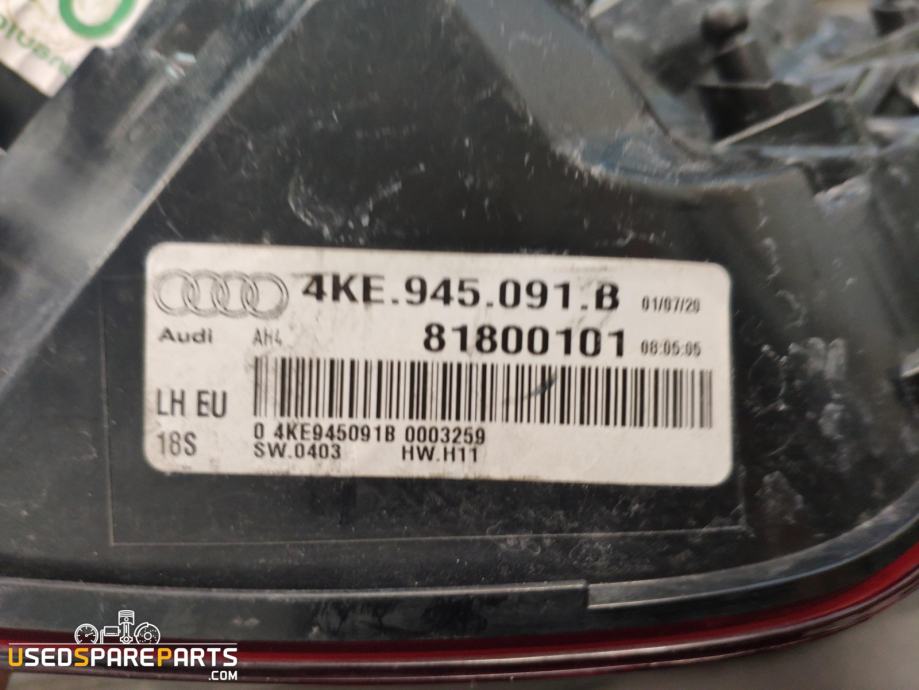 4KE.945.091.B 01/07/20
Audi AH4 81800101 08:05:05
LH EU
0 4KE945091B 0003259
18S SW.0403 HW.H11
USEDSPAREPARTS
.COM